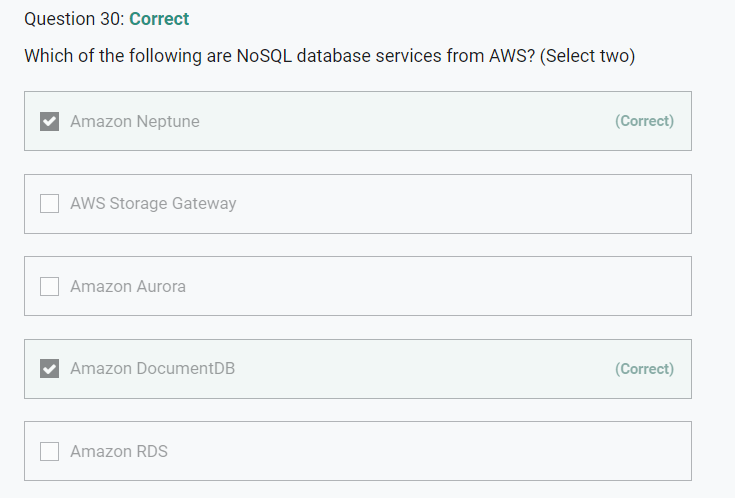 Question 30: Correct
Which of the following are NoSQL database services from AWS? (Select two)
Amazon Neptune (Correct)
AWS Storage Gateway
Amazon Aurora
Amazon DocumentDB (Correct)
Amazon RDS